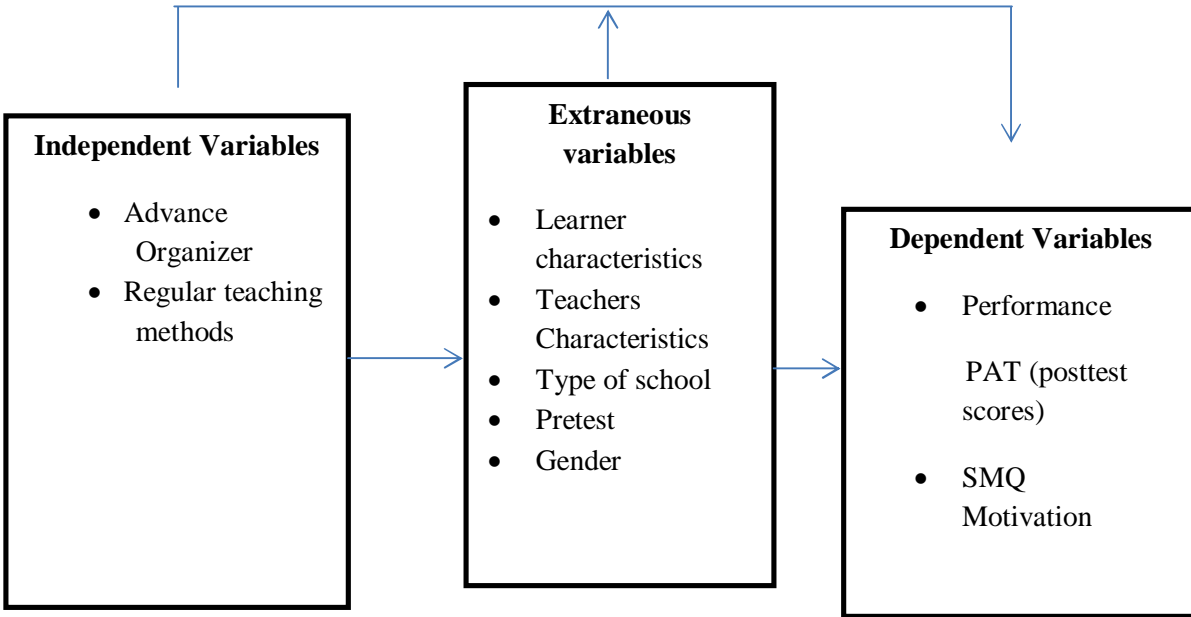 Independent Variables
• Advance
Organizer
• Regular teaching
methods
Extraneous
variables
• Learner
characteristics
• Teachers
Characteristics
• Type of school
• Pretest
• Gender
Dependent Variables
• Performance
PAT (posttest
scores)
• SMQ
Motivation